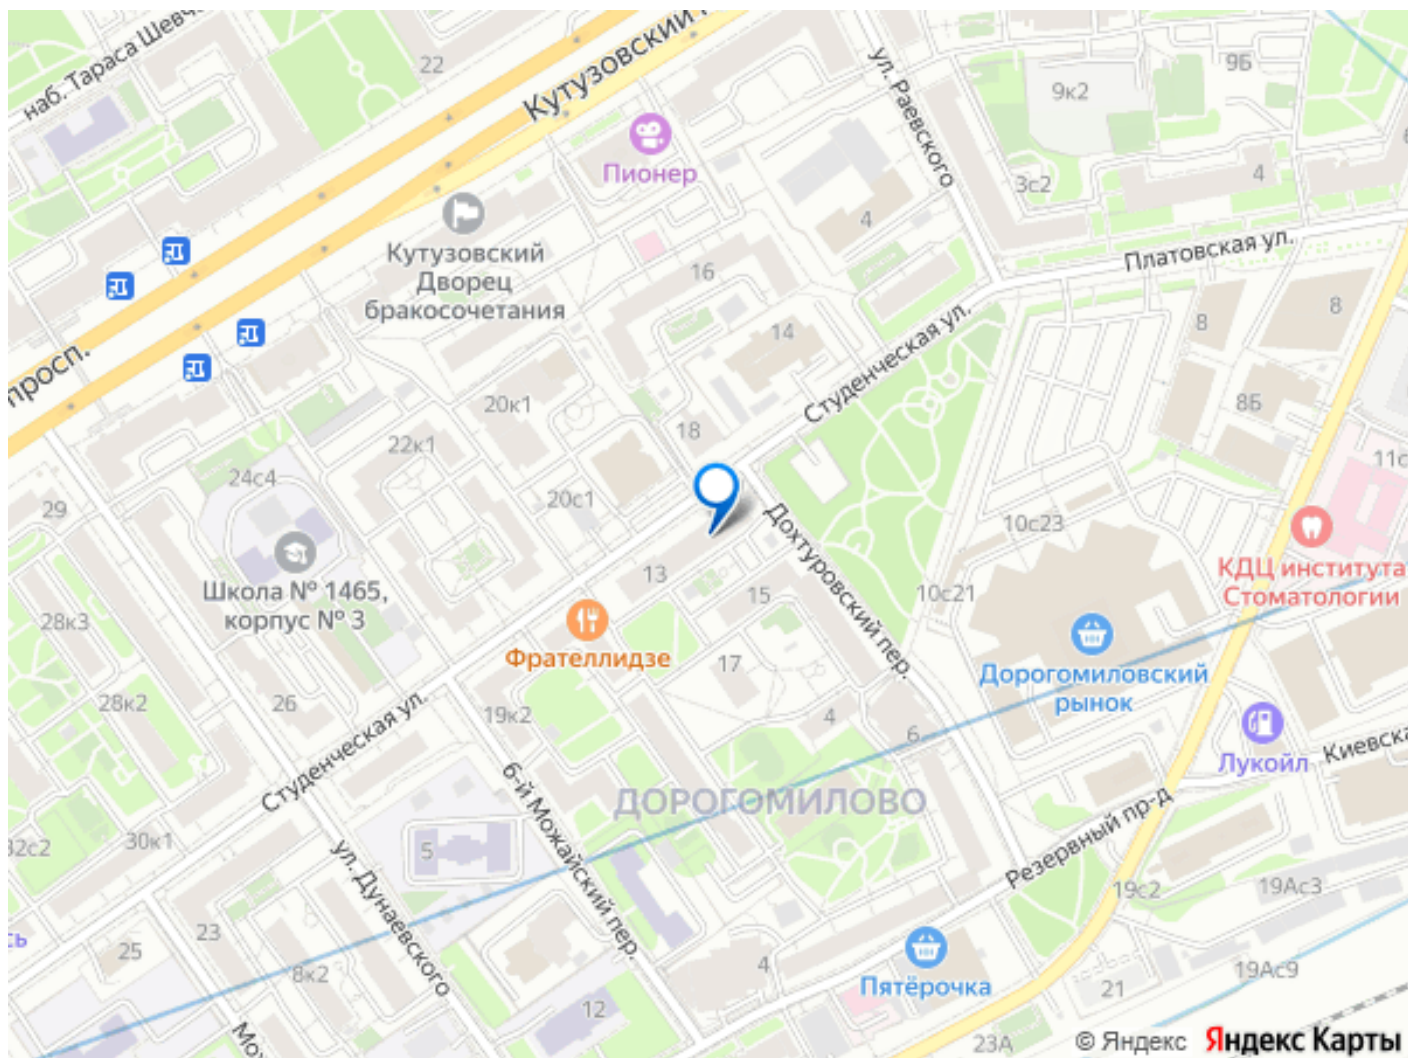 наб. Тараса Шевч
22
Кутузовский п
ул. Раевского
9Б
9к2
Пионер
3с2
4
4
Кутузовский
Дворец
бракосочетания
16
Платовская ул.
8
8
14
Студенческая ул.
просп.
20к1
8Б
18
22к1
24с4
11с
29
20с1
10с23
Дохтуровский пер.
КДЦ института
Стоматологии
13
Школа № 1465,
корпус № 3
15
10с21
28к3
Фрателлидзе
17
Дорогомиловский
рынок
28к2
26
19к2
4
6
Студенческая ул.
Лукойл
Киевска
6-й Можайский пер.
ДОРОГОМИЛОВО
Резервный пр-д
32с2
30к1
5
ул. Дунаевского
19с2
19Ас3
23
сь
25
8к2
4
Пятёрочка
19Ас9
21
12
Мож
23А
© Яндекс Яндекс Карты